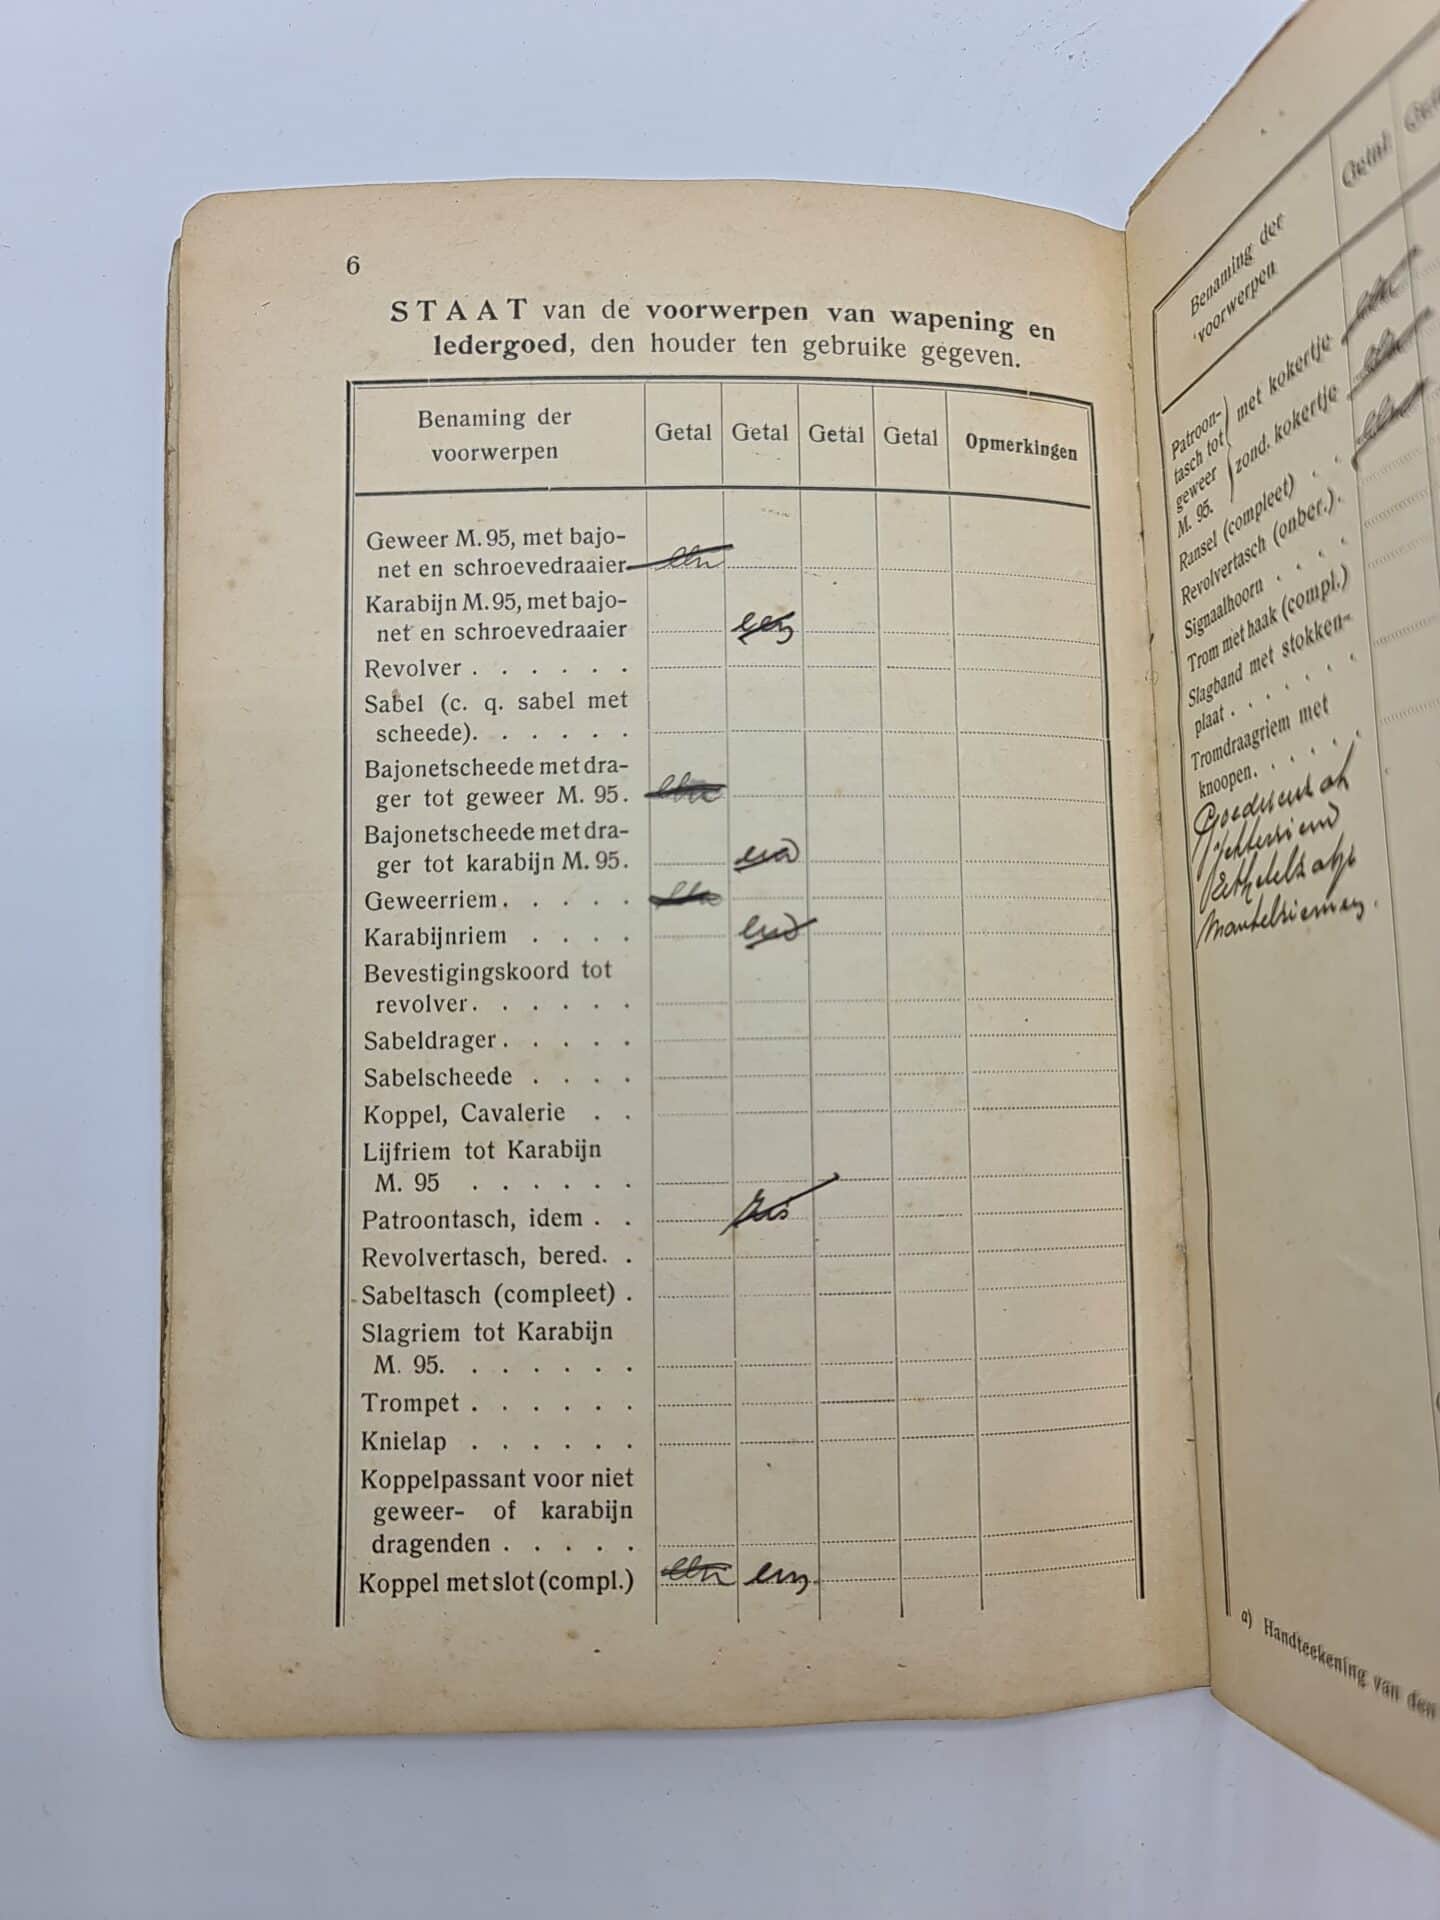 6
STAAT van de voorwerpen van wapening en
ledergoed, den houder ten gebruike gegeven.
Benaming der
voorwerpen
Getal Getal Getal Getal Opmerkingen
Geweer M. 95, met bajo-
net en schroevedraaier
Karabijn M. 95, met bajo-
net en schroevedraaier een
Revolver . . . . . .
Sabel (c. q. sabel met
scheede). . . . . .
Bajonetscheede met dra-
ger tot geweer M. 95.
Bajonetscheede met dra-
ger tot karabijn M. 95. een
Geweerriem. . . . .
Karabijnriem . . . . een
Bevestigingskoord tot
revolver. . . . . .
Sabeldrager. . . . .
Sabelscheede . . . .
Koppel, Cavalerie . .
Lijfriem tot Karabijn
M. 95 . . . . . .
Patroontasch, idem . .
Revolvertasch, bered. .
Sabeltasch (compleet) .
Slagriem tot Karabijn
M. 95. . . . . . .
Trompet . . . . . .
Knielap . . . . . .
Koppelpassant voor niet
geweer- of karabijn
dragenden . . . . .
Koppel met slot (compl.) een
Benaming der
voorwerpen
Getal
Patroon-
tasch tot
geweer
M. 95.
met kokertje
zond. kokertje
Ransel (compleet) . .
Revolvertasch (onber.) .
Signaalhoorn . . . .
Trom met haak (compl.)
Slagband met stokken-
plaat . . . . . .
Tromdraagriem met
knoopen. . . . .
Mantelriemen.
a) Handteekening van den